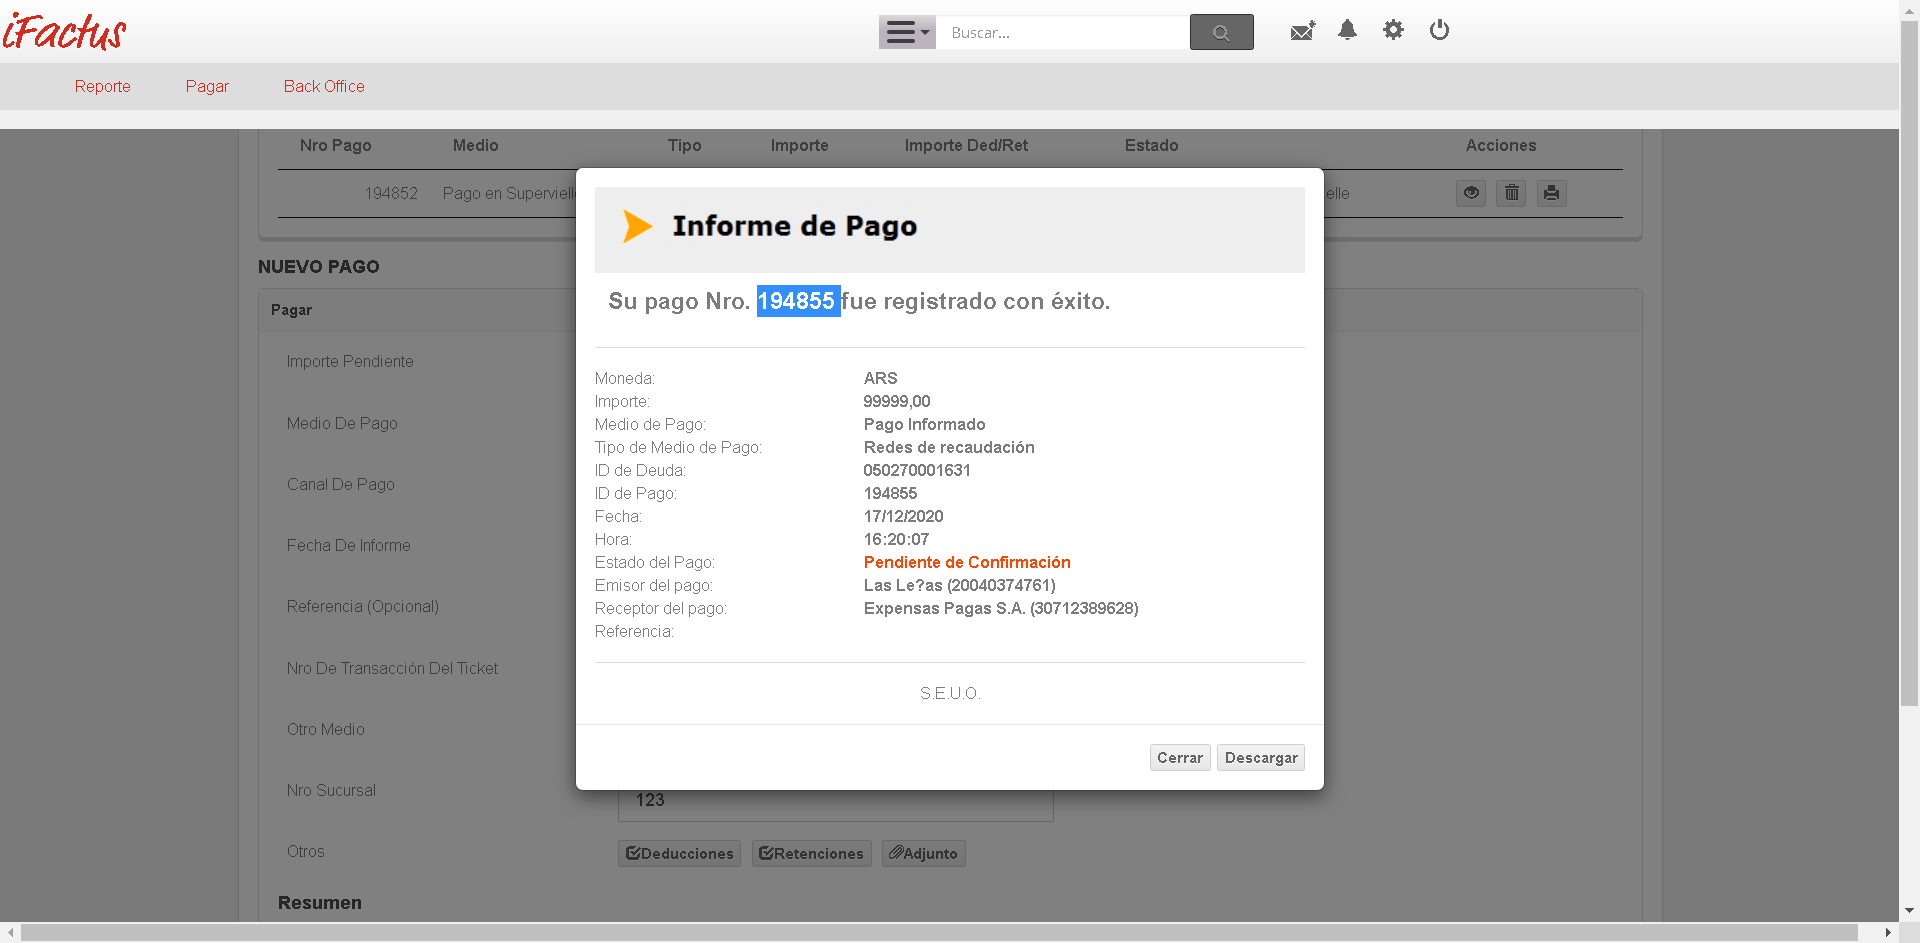 iFactus
Buscar...
Reporte Pagar Back Office
Nro Pago Medio Tipo Importe Importe Ded/Ret Estado Acciones
194852 Pago en Supervielle elle
NUEVO PAGO
Pagar
Importe Pendiente
Medio De Pago
Canal De Pago
Fecha De Informe
Referencia (Opcional)
Nro De Transacción Del Ticket
Otro Medio
Nro Sucursal
123
Otros
Deducciones Retenciones Adjunto
Resumen
Informe de Pago
Su pago Nro. 194855 fue registrado con éxito.
Moneda: ARS
Importe: 99999,00
Medio de Pago: Pago Informado
Tipo de Medio de Pago: Redes de recaudación
ID de Deuda: 050270001631
ID de Pago: 194855
Fecha: 17/12/2020
Hora: 16:20:07
Estado del Pago: Pendiente de Confirmación
Emisor del pago: Las Le?as (20040374761)
Receptor del pago: Expensas Pagas S.A. (30712389628)
Referencia:
S.E.U.O.
Cerrar Descargar